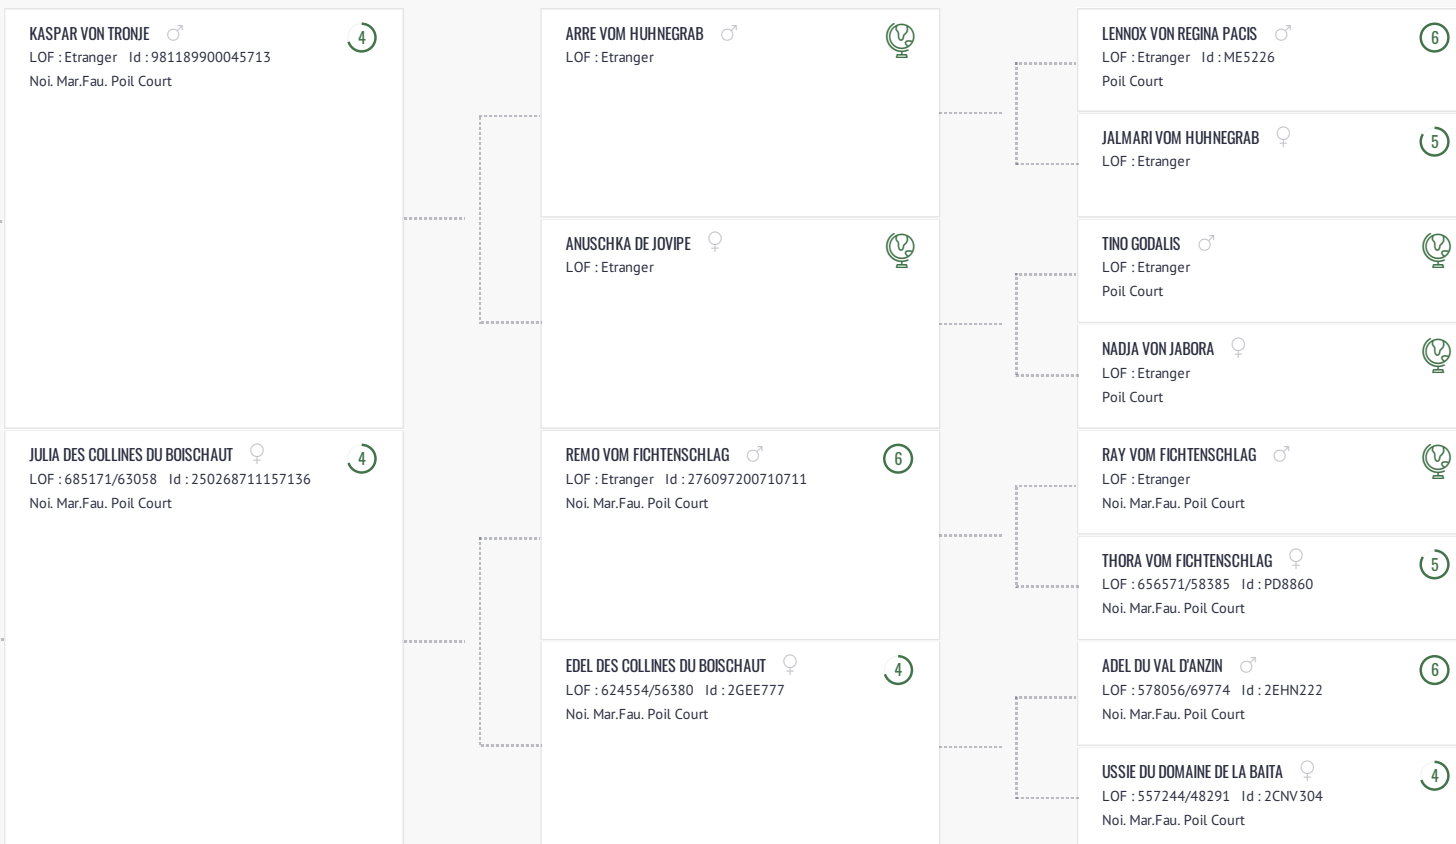 KASPAR VON TRONJE
4
LOF : Etranger Id : 981189900045713
Noi. Mar.Fau. Poil Court
JULIA DES COLLINES DU BOISCHAUT
4
LOF : 685171/63058 Id : 250268711157136
Noi. Mar.Fau. Poil Court
ARRE VOM HUHNEGRAB
LOF : Etranger
ANUSCHKA DE JOVIPE
LOF : Etranger
REMO VOM FICHTENSCHLAG
6
LOF : Etranger Id : 276097200710711
Noi. Mar.Fau. Poil Court
EDEL DES COLLINES DU BOISCHAUT
4
LOF : 624554/56380 Id : 2GEE777
Noi. Mar.Fau. Poil Court
LENNOX VON REGINA PACIS
6
LOF : Etranger Id : ME5226
Poil Court
JALMARI VOM HUHNEGRAB
5
LOF : Etranger
TINO GODALIS
LOF : Etranger
Poil Court
NADJA VON JABORA
LOF : Etranger
Poil Court
RAY VOM FICHTENSCHLAG
LOF : Etranger
Noi. Mar.Fau. Poil Court
THORA VOM FICHTENSCHLAG
5
LOF : 656571/58385 Id : PD8860
Noi. Mar.Fau. Poil Court
ADEL DU VAL D'ANZIN
6
LOF : 578056/69774 Id : 2EHN222
Noi. Mar.Fau. Poil Court
USSIE DU DOMAINE DE LA BAITA
4
LOF : 557244/48291 Id : 2CNV304
Noi. Mar.Fau. Poil Court